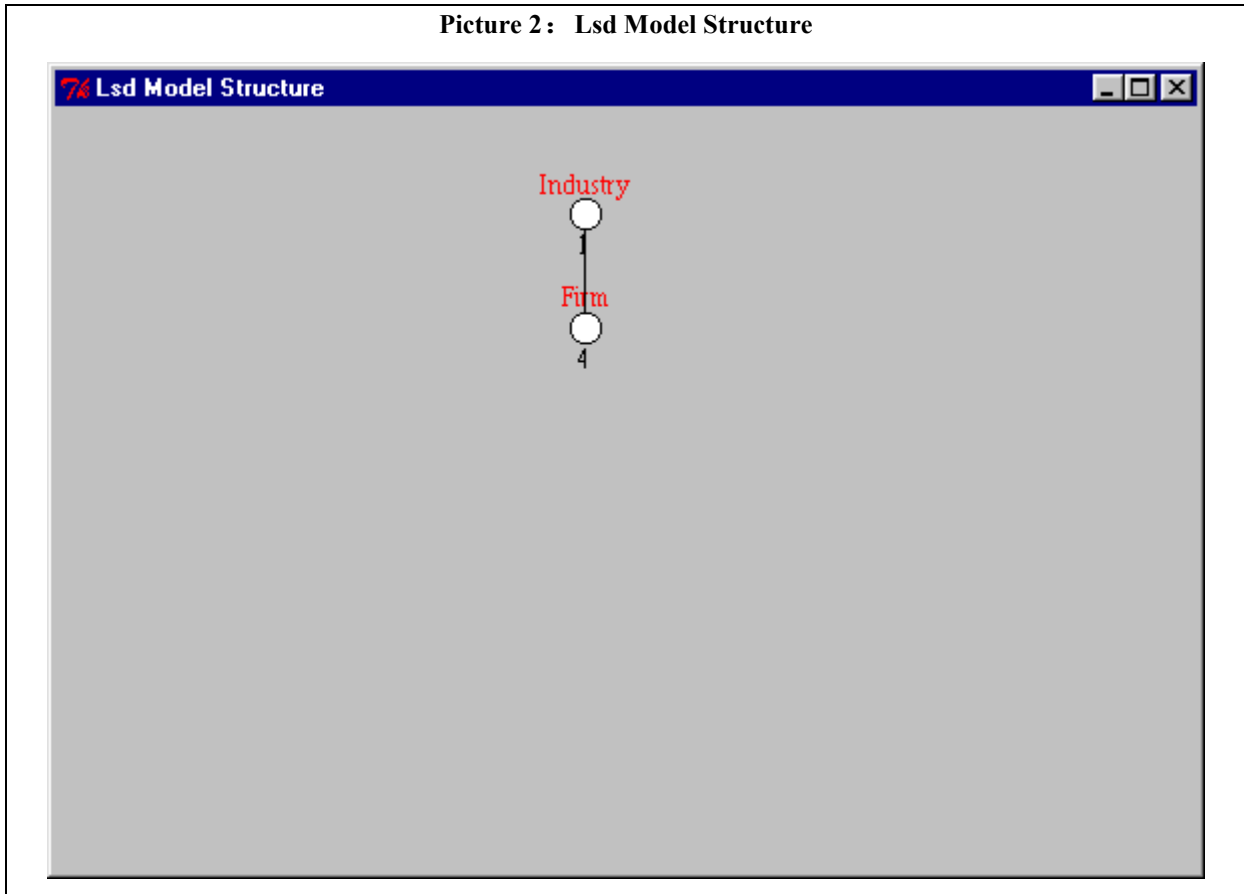 Picture 2： Lsd Model Structure
Lsd Model Structure
Industry
1
Firm
4